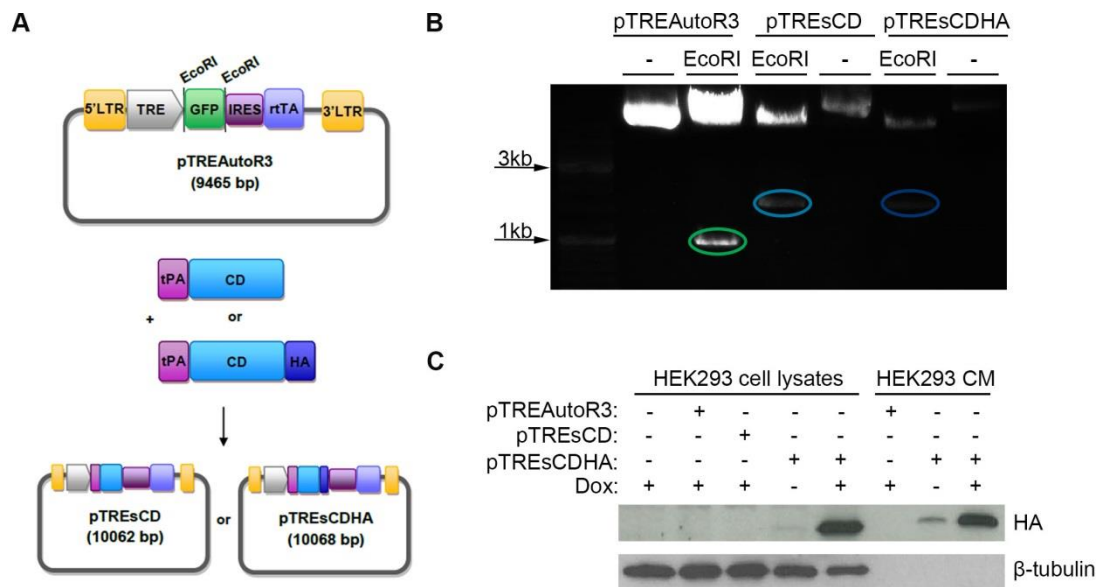 A
EcoRI EcoRI
5'LTR TRE GFP IRES rtTA 3'LTR
pTREAutoR3
(9465 bp)
tPA CD
+ or
tPA CD HA
pTREsCD
(10062 bp)
or
pTREsCDHA
(10068 bp)
B
pTREAutoR3 pTREsCD pTREsCDHA
- EcoRI EcoRI - EcoRI -
3kb
1kb
C
HEK293 cell lysates HEK293 CM
pTREAutoR3: - + - - - + - -
pTREsCD: - - + - - - - -
pTREsCDHA: - - - + + - + +
Dox: + + + - + + - +
HA
β-tubulin